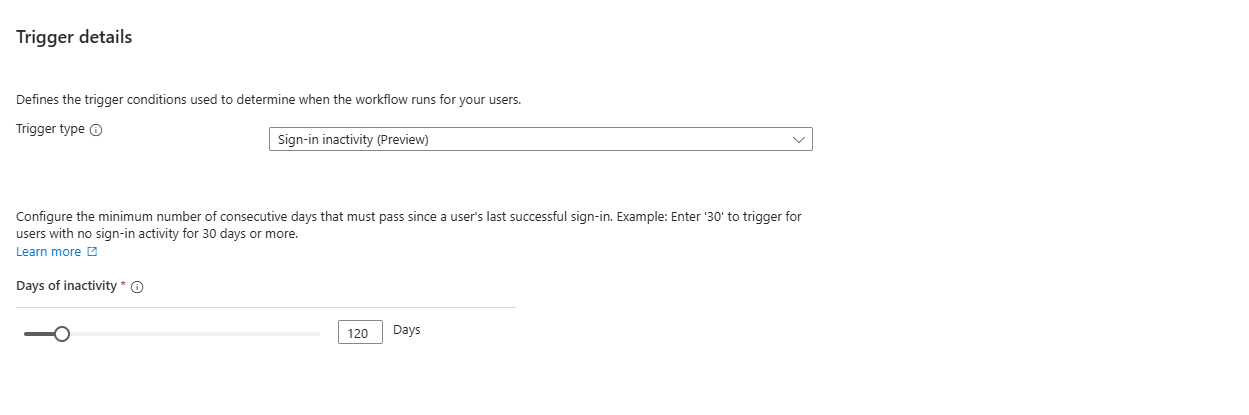 Trigger details
Defines the trigger conditions used to determine when the workflow runs for your users.
Trigger type
Sign-in inactivity (Preview)
Configure the minimum number of consecutive days that must pass since a user's last successful sign-in. Example: Enter '30' to trigger for
users with no sign-in activity for 30 days or more.
Learn more
Days of inactivity *
120 Days